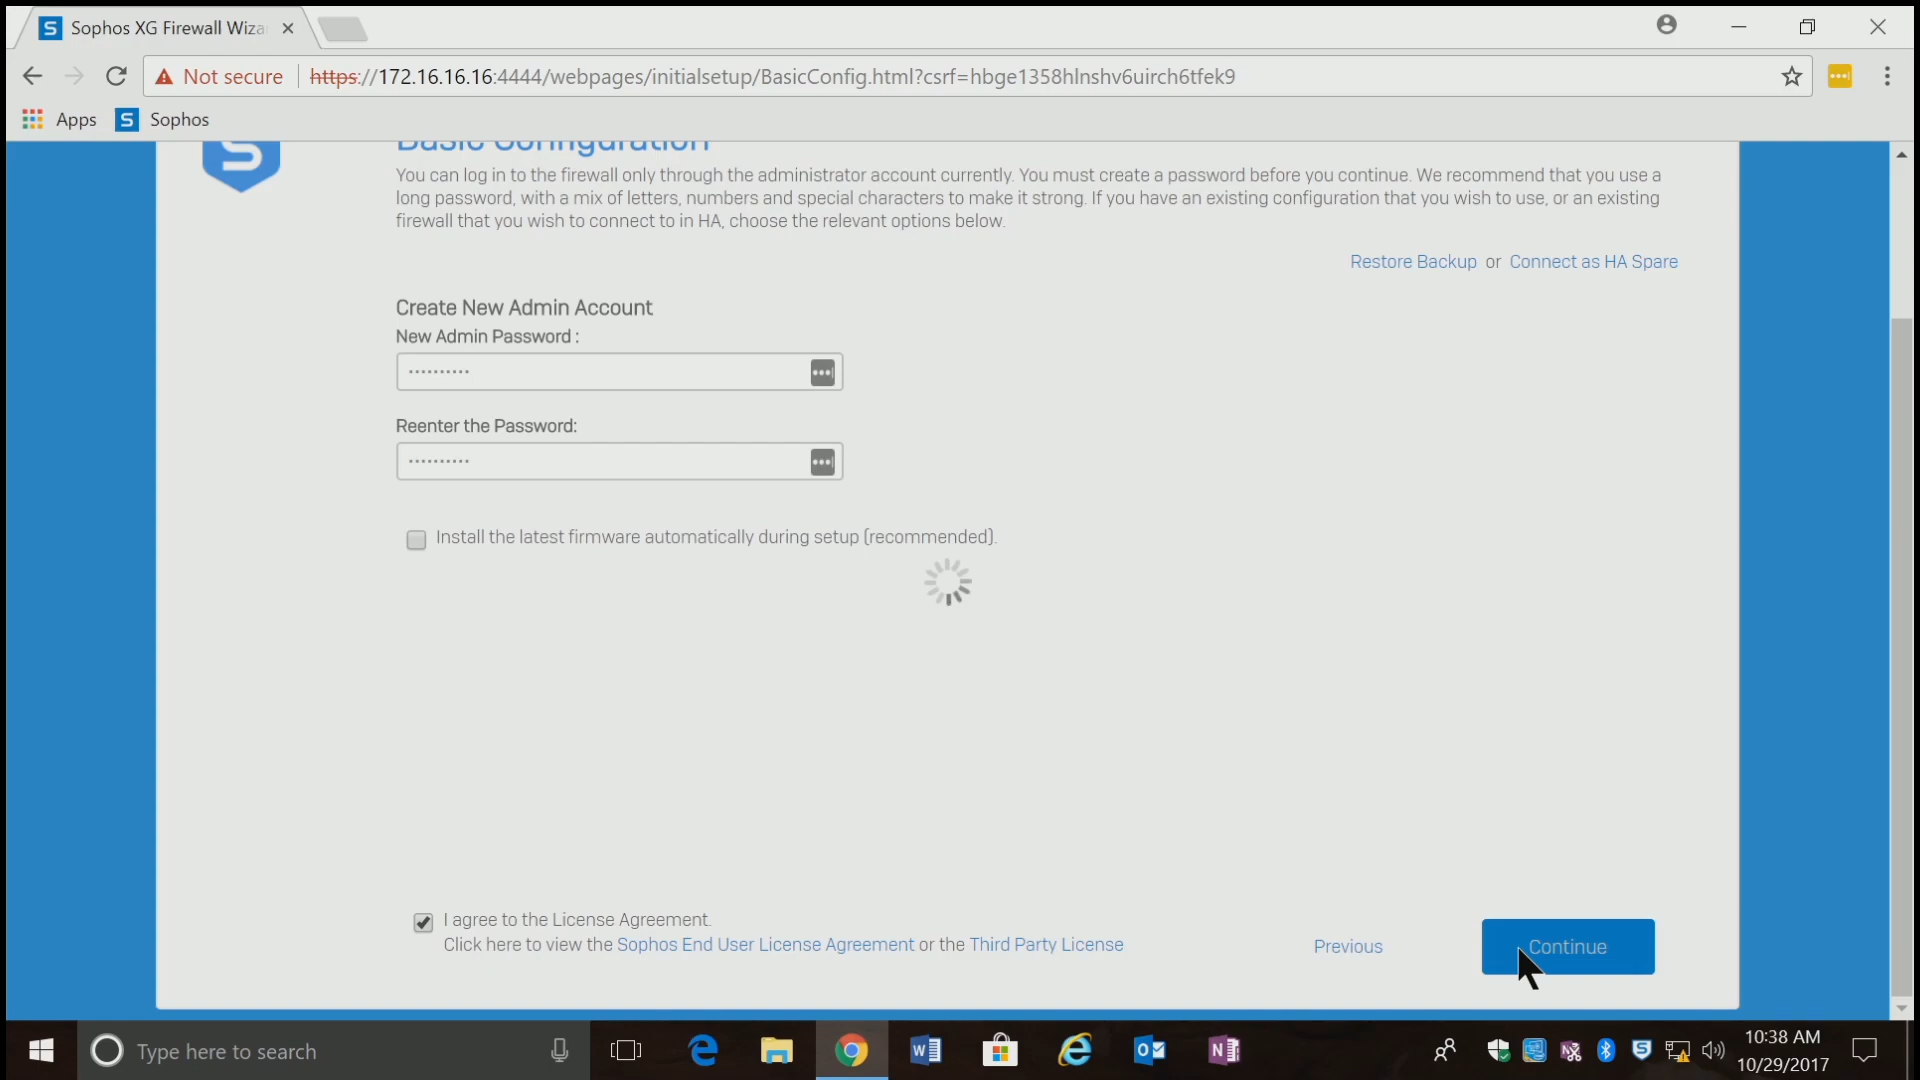 Sophos XG Firewall Wiza
Not secure
https://172.16.16.16:4444/webpages/initialsetup/BasicConfig.html?csrf=hbge1358hlnshv6uirch6tfek9
Apps
Sophos
Basic Configuration
You can log in to the firewall only through the administrator account currently. You must create a password before you continue. We recommend that you use a
long password, with a mix of letters, numbers and special characters to make it strong. If you have an existing configuration that you wish to use, or an existing
firewall that you wish to connect to in HA, choose the relevant options below.
Restore Backup or Connect as HA Spare
Create New Admin Account
New Admin Password :
Reenter the Password:
Install the latest firmware automatically during setup (recommended).
I agree to the License Agreement.
Click here to view the Sophos End User License Agreement or the Third Party License
Previous
Continue
Type here to search
10:38 AM
10/29/2017